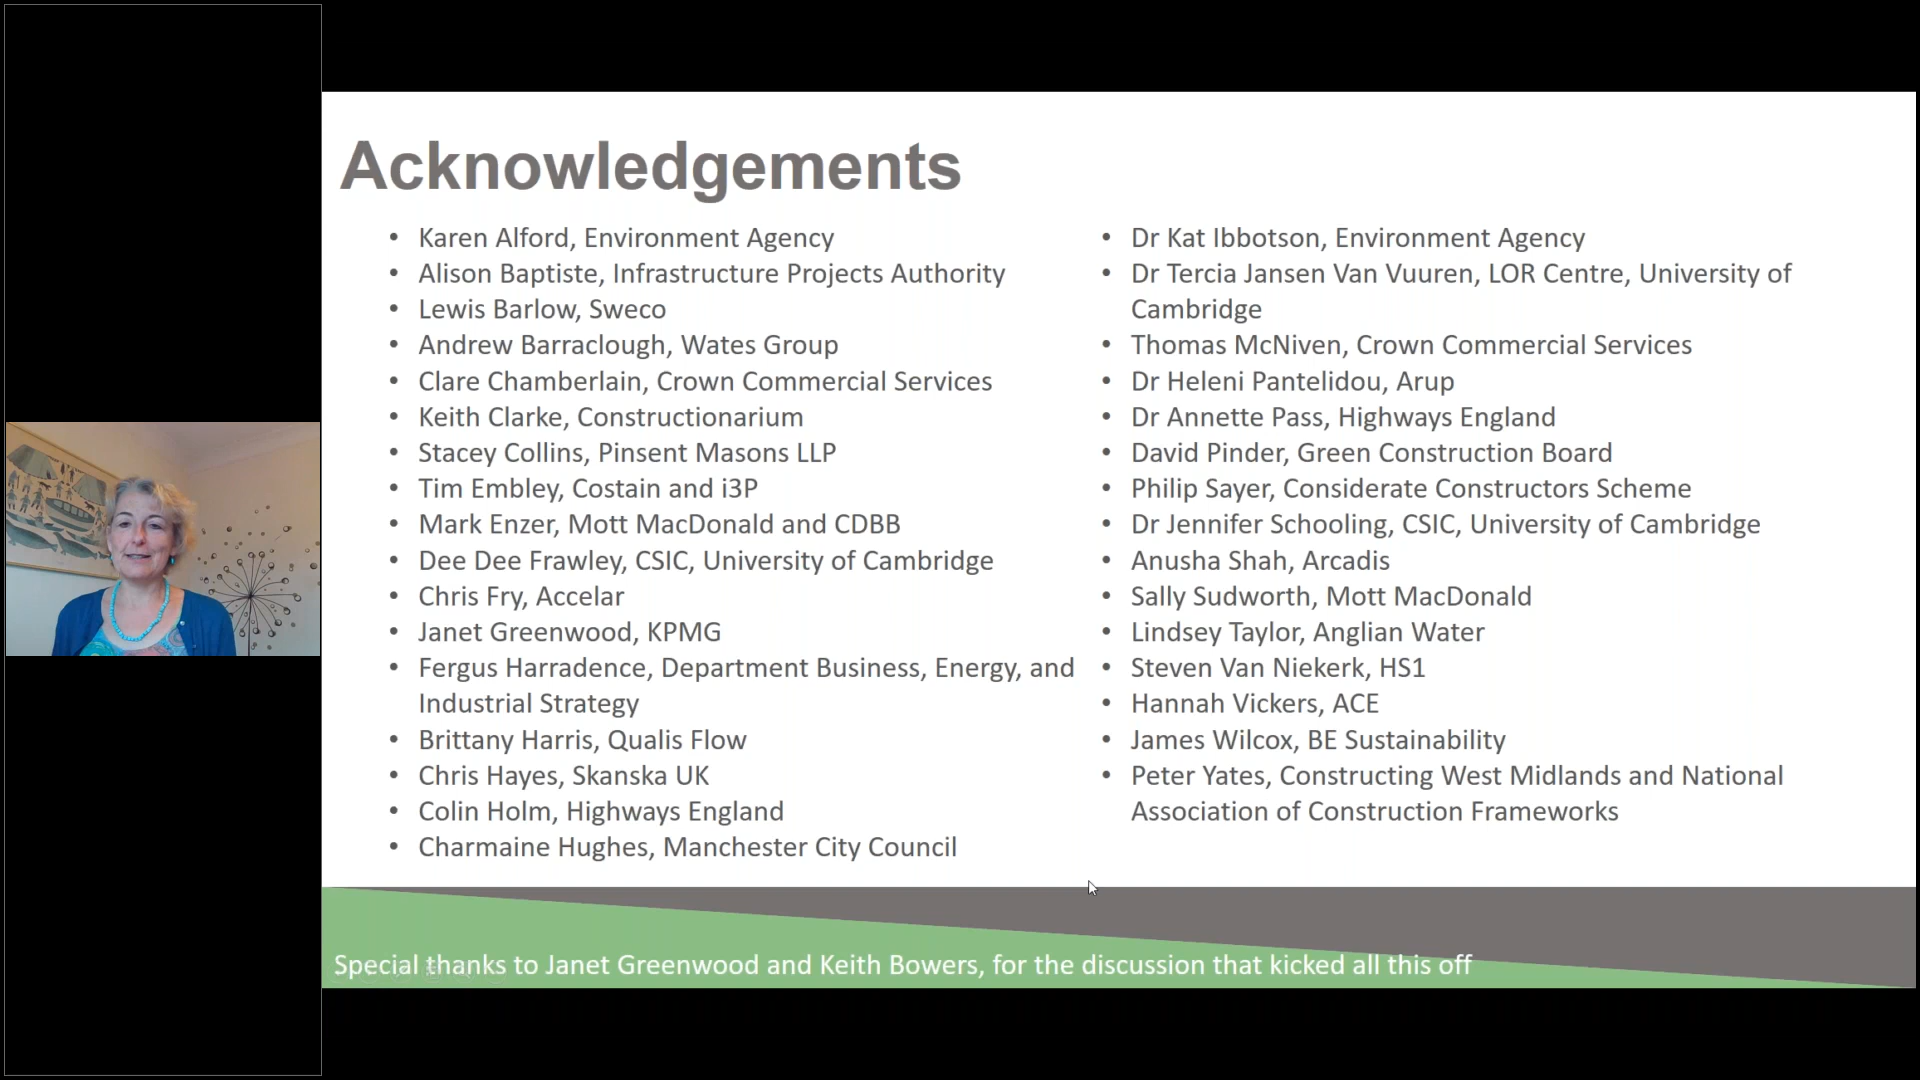 Acknowledgements
• Karen Alford, Environment Agency
• Alison Baptiste, Infrastructure Projects Authority
• Lewis Barlow, Sweco
• Andrew Barraclough, Wates Group
• Clare Chamberlain, Crown Commercial Services
• Keith Clarke, Constructionarium
• Stacey Collins, Pinsent Masons LLP
• Tim Embley, Costain and i3P
• Mark Enzer, Mott MacDonald and CDBB
• Dee Dee Frawley, CSIC, University of Cambridge
• Chris Fry, Accelar
• Janet Greenwood, KPMG
• Fergus Harradence, Department Business, Energy, and
Industrial Strategy
• Brittany Harris, Qualis Flow
• Chris Hayes, Skanska UK
• Colin Holm, Highways England
• Charmaine Hughes, Manchester City Council
• Dr Kat Ibbotson, Environment Agency
• Dr Tercia Jansen Van Vuuren, LOR Centre, University of
Cambridge
• Thomas McNiven, Crown Commercial Services
• Dr Heleni Pantelidou, Arup
• Dr Annette Pass, Highways England
• David Pinder, Green Construction Board
• Philip Sayer, Considerate Constructors Scheme
• Dr Jennifer Schooling, CSIC, University of Cambridge
• Anusha Shah, Arcadis
• Sally Sudworth, Mott MacDonald
• Lindsey Taylor, Anglian Water
• Steven Van Niekerk, HS1
• Hannah Vickers, ACE
• James Wilcox, BE Sustainability
• Peter Yates, Constructing West Midlands and National
Association of Construction Frameworks
Special thanks to Janet Greenwood and Keith Bowers, for the discussion that kicked all this off